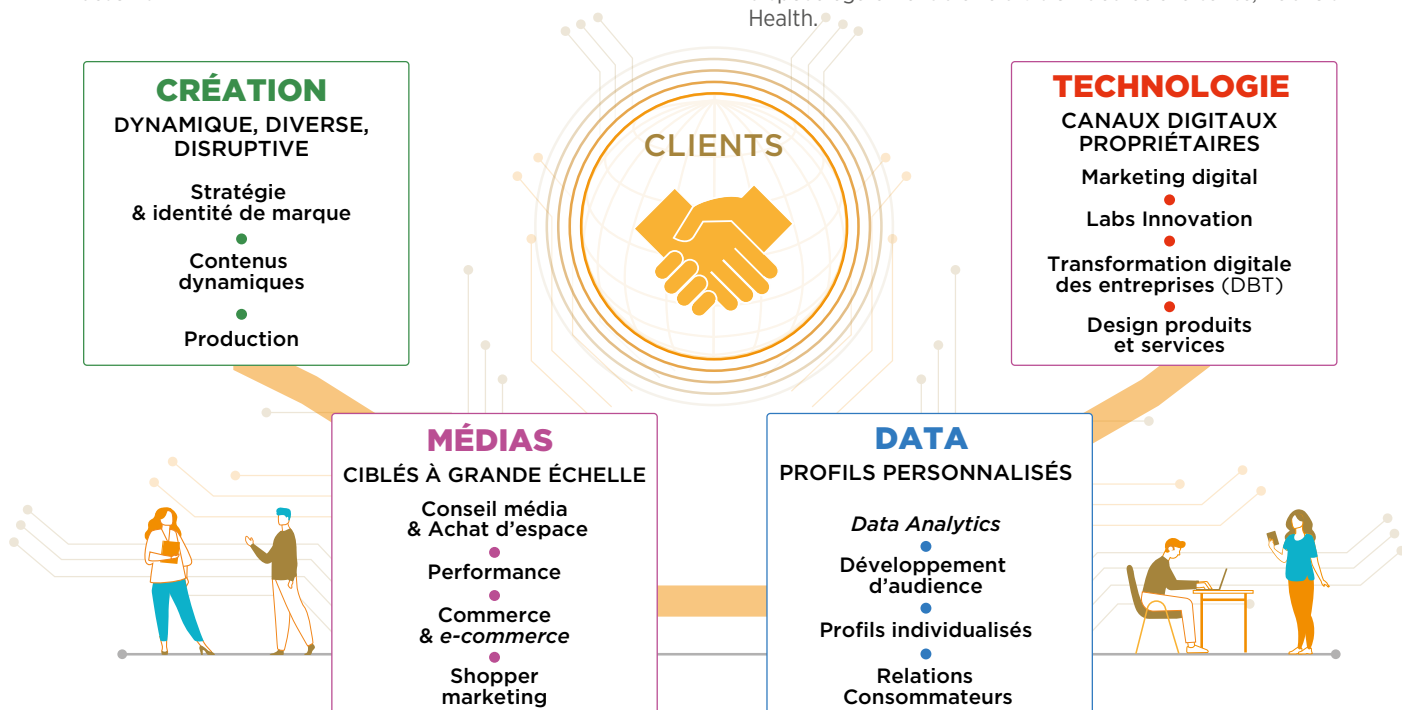 Health.
CRÉATION
DYNAMIQUE, DIVERSE,
DISRUPTIVE
Stratégie
& identité de marque
Contenus
dynamiques
Production
CLIENTS
TECHNOLOGIE
CANAUX DIGITAUX
PROPRIÉTAIRES
Marketing digital
Labs Innovation
Transformation digitale
des entreprises (DBT)
Design produits
et services
MÉDIAS
CIBLÉS À GRANDE ÉCHELLE
Conseil média
& Achat d’espace
Performance
Commerce
& e-commerce
Shopper
marketing
DATA
PROFILS PERSONNALISÉS
Data Analytics
Développement
d’audience
Profils individualisés
Relations
Consommateurs